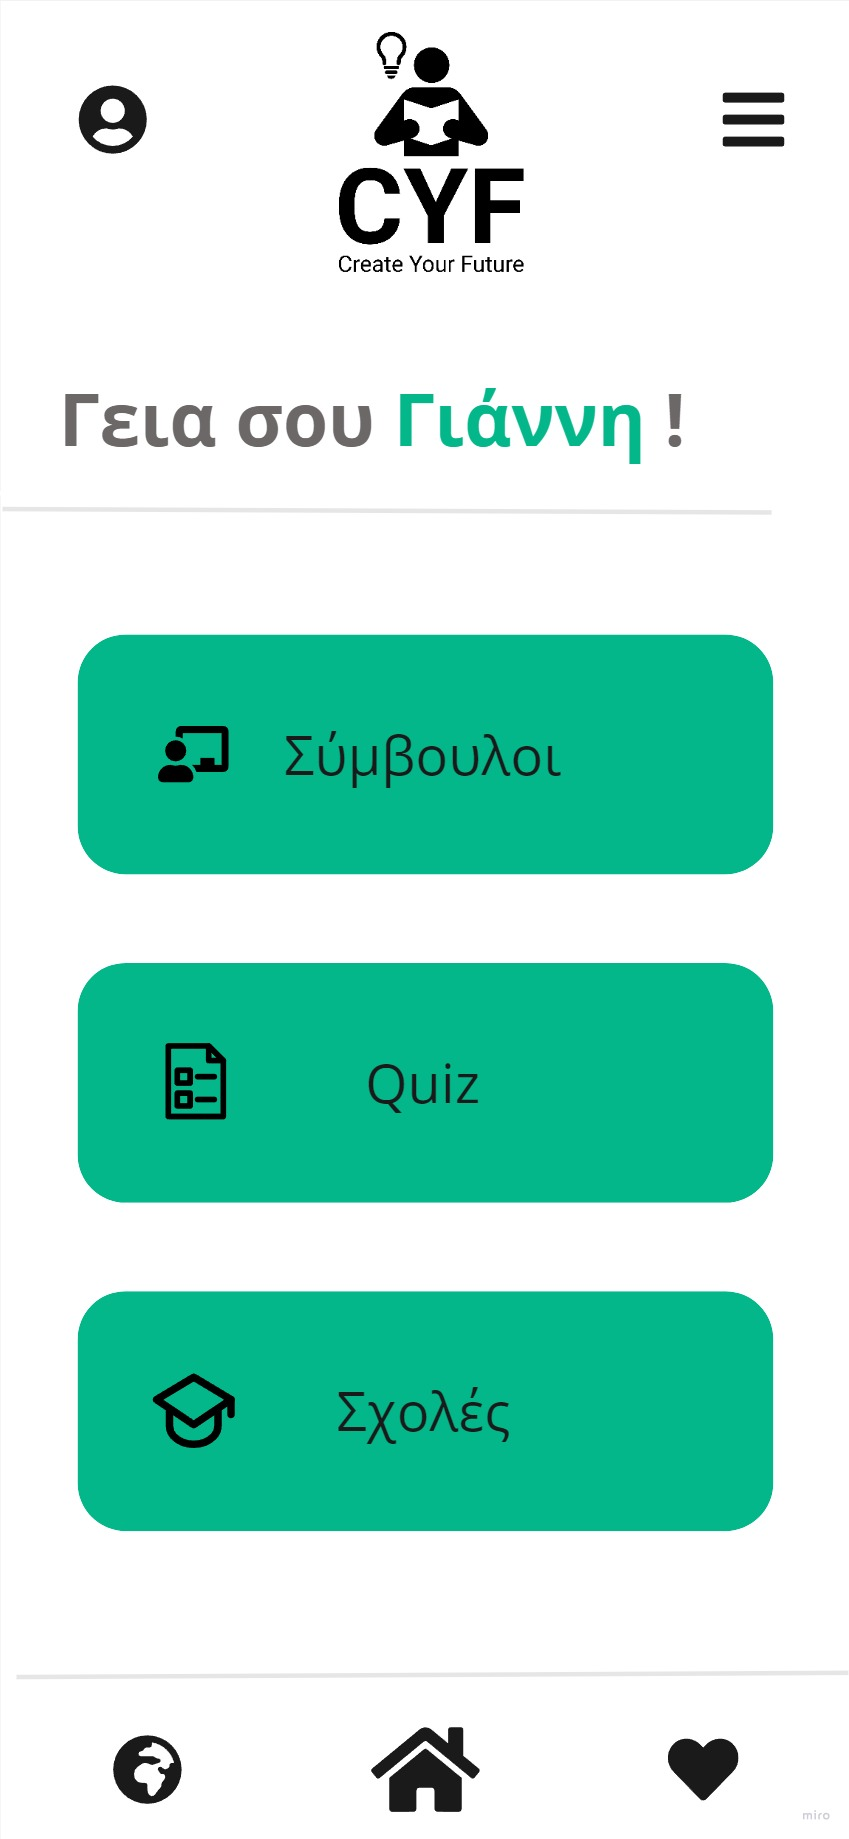 CYF
Create Your Future
Γεια σου Γιάννη !
Σύμβουλοι
Quiz
Σχολές
miro